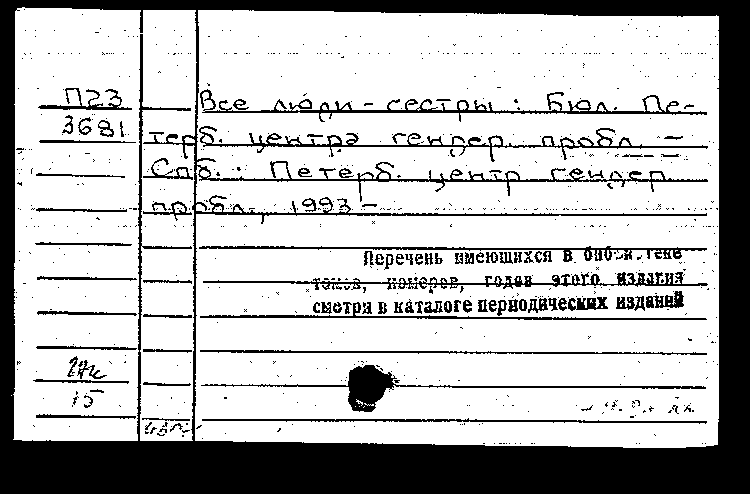 П23
3681
Все люди - сестры : Бюл. Пе-
терб. центра гендер. пробл. –
Спб. : Петерб. центр гендер
пробл., 1993 –
Перечень имеющихся в библиотеке
томов, номеров, годов этого издания
смотри в каталоге периодических изданий
15